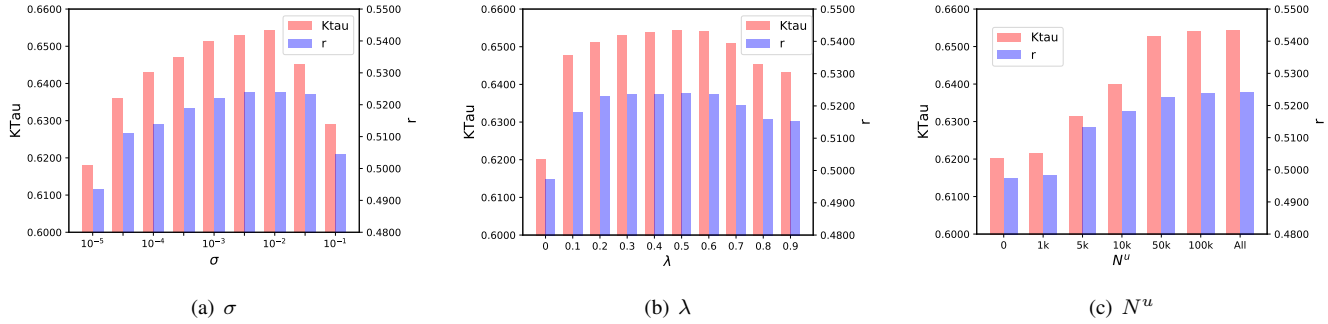 0.6600
0.6500
0.6400
0.6300
0.6200
0.6100
0.6000
KTau
Ktau
r
0.5500
0.5400
0.5300
0.5200
0.5100
0.5000
0.4900
0.4800
r
10⁻⁵ 10⁻⁴ 10⁻³ 10⁻² 10⁻¹
σ
(a) σ
0.6600
0.6500
0.6400
0.6300
0.6200
0.6100
0.6000
KTau
Ktau
r
0.5500
0.5400
0.5300
0.5200
0.5100
0.5000
0.4900
0.4800
r
0 0.1 0.2 0.3 0.4 0.5 0.6 0.7 0.8 0.9
λ
(b) λ
0.6600
0.6500
0.6400
0.6300
0.6200
0.6100
0.6000
KTau
Ktau
r
0.5500
0.5400
0.5300
0.5200
0.5100
0.5000
0.4900
0.4800
r
0 1k 5k 10k 50k 100k All
Nᵘ
(c) Nᵘ